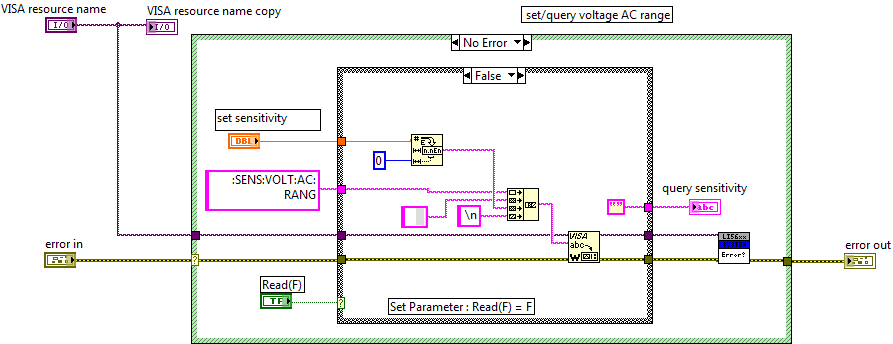 VISA resource name
VISA resource name copy
set/query voltage AC range
I/O
I/O
No Error
False
set sensitivity
DBL
#
n.nEn
0
:SENS:VOLT:AC:
RANG
\n
""
query sensitivity
abc
VISA
abc
W
LIS6xx
Error?
error in
error out
?
Read(F)
TF
?
Set Parameter : Read(F) = F